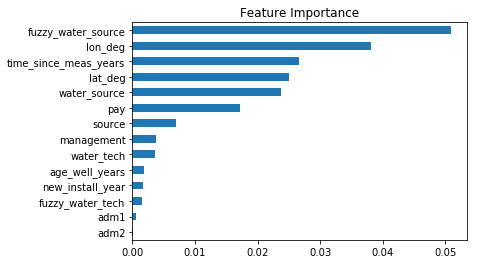 Feature Importance
fuzzy_water_source
lon_deg
time_since_meas_years
lat_deg
water_source
pay
source
management
water_tech
age_well_years
new_install_year
fuzzy_water_tech
adm1
adm2
0.00 0.01 0.02 0.03 0.04 0.05